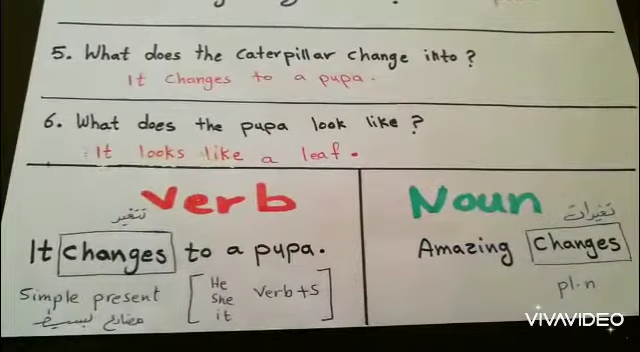 5. What does the caterpillar change into?
It changes to a pupa.
6. What does the pupa look like?
It looks like a leaf.
Verb
تتغير
It changes to a pupa.
Simple present
مضارع بسيط
He
She
it
Verb+S
Noun
تغيرات
Amazing changes
pl.n
VIVAVIDEO